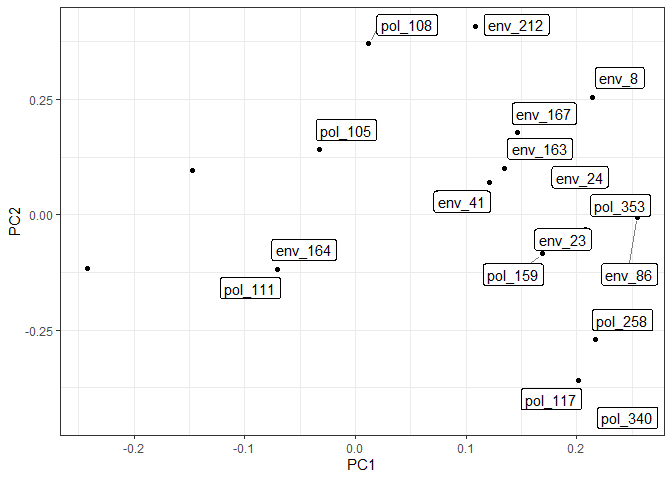 pol_108
env_212
env_8
0.25
env_167
pol_105
env_163
env_24
env_41
pol_353
0.00
PC2
env_23
env_164
pol_159
env_86
pol_111
pol_258
-0.25
pol_117
pol_340
-0.2
-0.1
0.0
0.1
0.2
PC1